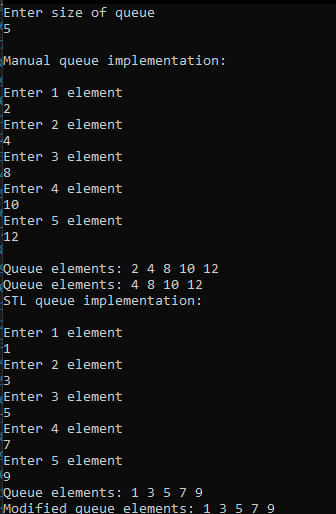 Enter size of queue
5
Manual queue implementation:
Enter 1 element
2
Enter 2 element
4
Enter 3 element
8
Enter 4 element
10
Enter 5 element
12
Queue elements: 2 4 8 10 12
Queue elements: 4 8 10 12
STL queue implementation:
Enter 1 element
1
Enter 2 element
3
Enter 3 element
5
Enter 4 element
7
Enter 5 element
9
Queue elements: 1 3 5 7 9
Modified queue elements: 1 3 5 7 9